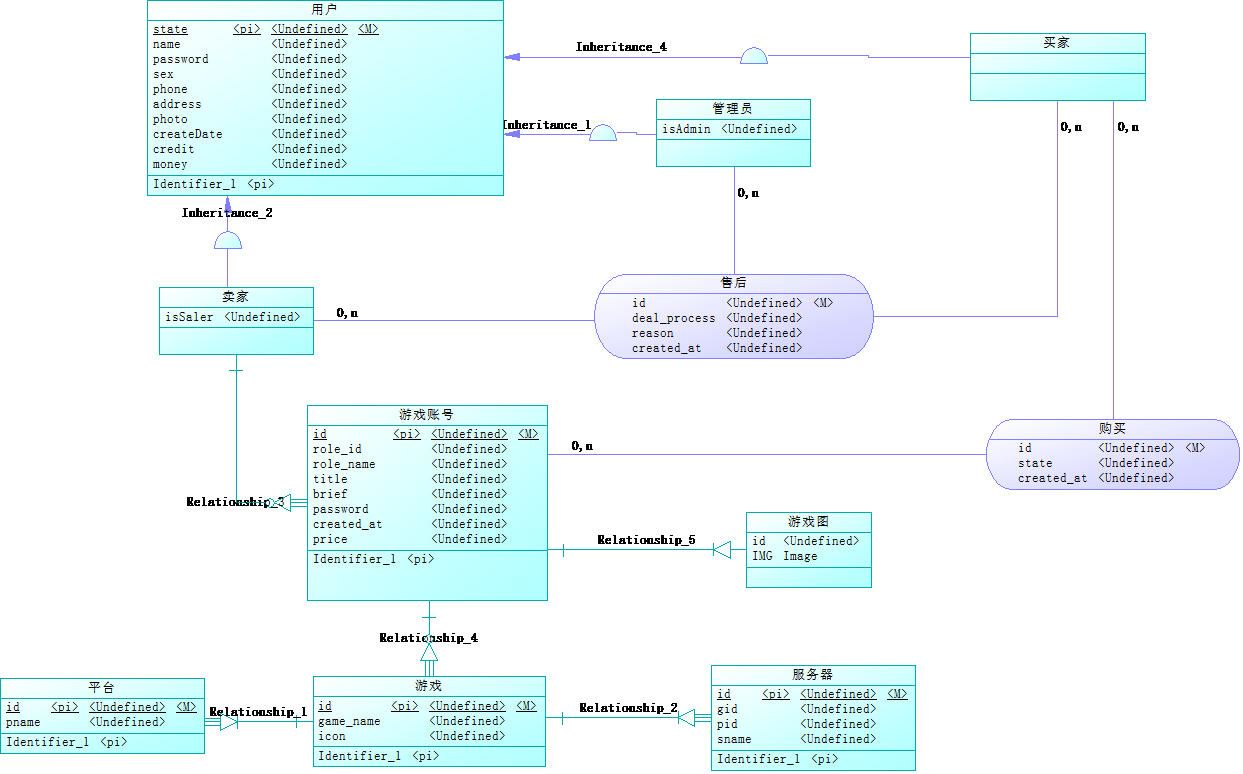 用户
state <pi> <Undefined> <M>
name <Undefined>
password <Undefined>
sex <Undefined>
phone <Undefined>
address <Undefined>
photo <Undefined>
createDate <Undefined>
credit <Undefined>
money <Undefined>
Identifier_1 <pi>
Inheritance_4
买家
Inheritance_1
管理员
isAdmin <Undefined>
0,n
0,n
0,n
Inheritance_2
售后
id <Undefined> <M>
deal_process <Undefined>
reason <Undefined>
created_at <Undefined>
卖家
isSaler <Undefined>
0,n
游戏账号
id <pi> <Undefined> <M>
role_id <Undefined>
role_name <Undefined>
title <Undefined>
brief <Undefined>
password <Undefined>
created_at <Undefined>
price <Undefined>
Identifier_1 <pi>
0,n
购买
id <Undefined> <M>
state <Undefined>
created_at <Undefined>
Relationship_3
Relationship_5
游戏图
id <Undefined>
IMG Image
Relationship_4
平台
id <pi> <Undefined> <M>
pname <Undefined>
Identifier_1 <pi>
Relationship_1
游戏
id <pi> <Undefined> <M>
game_name <Undefined>
icon <Undefined>
Identifier_1 <pi>
Relationship_2
服务器
id <pi> <Undefined> <M>
gid <Undefined>
pid <Undefined>
sname <Undefined>
Identifier_1 <pi>